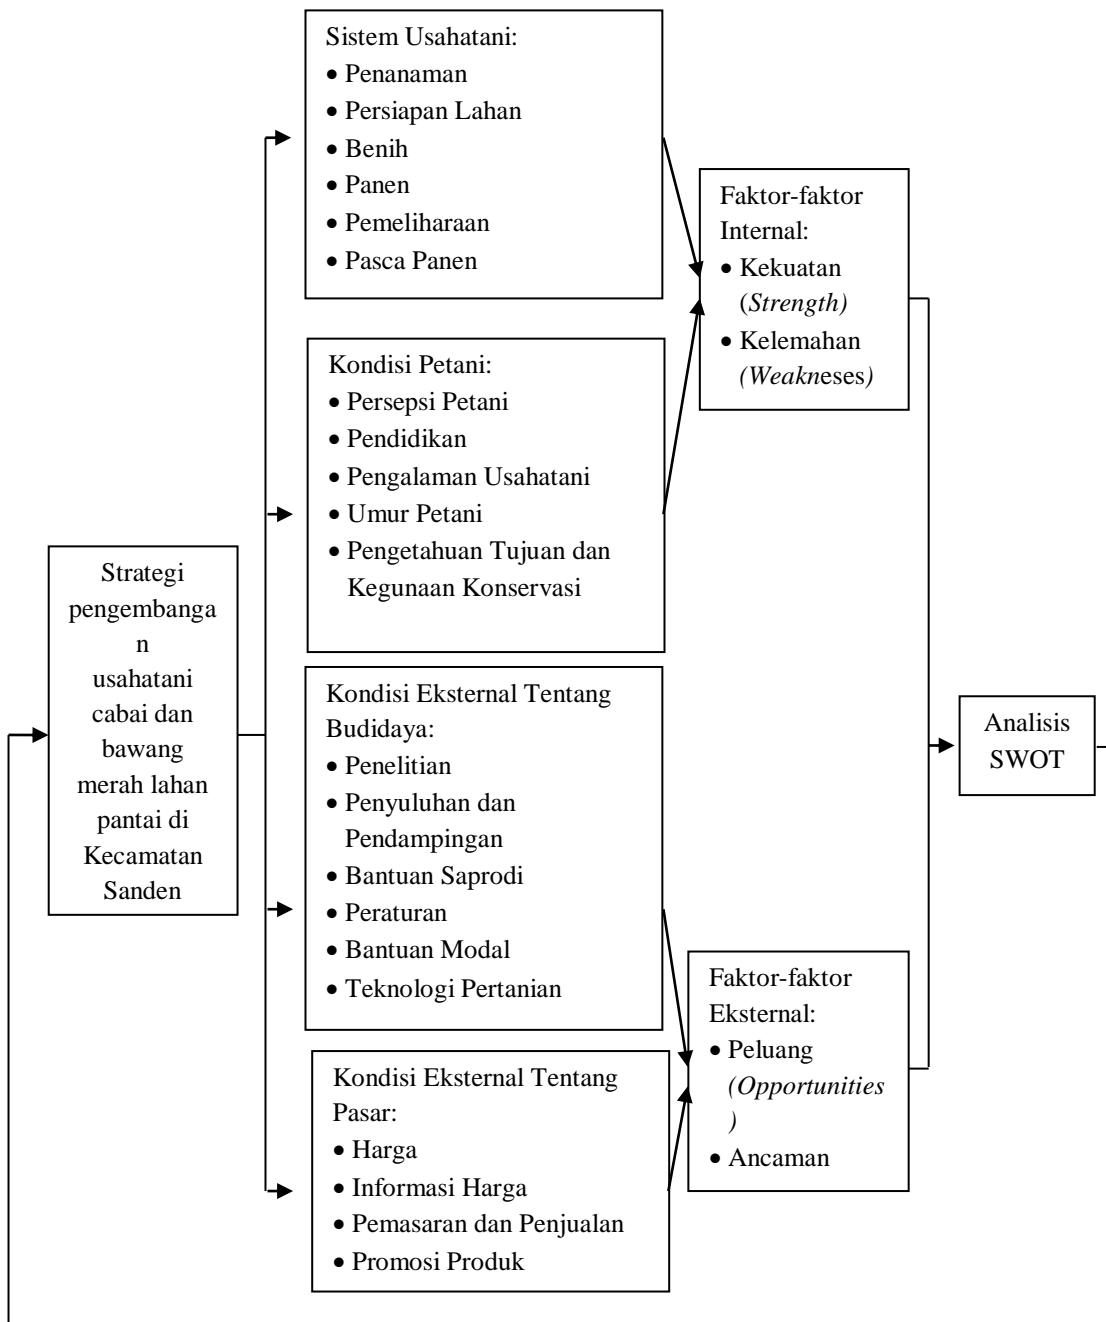 Sistem Usahatani:
• Penanaman
• Persiapan Lahan
• Benih
• Panen
• Pemeliharaan
• Pasca Panen
Kondisi Petani:
• Persepsi Petani
• Pendidikan
• Pengalaman Usahatani
• Umur Petani
• Pengetahuan Tujuan dan
Kegunaan Konservasi
Kondisi Eksternal Tentang
Budidaya:
• Penelitian
• Penyuluhan dan
Pendampingan
• Bantuan Saprodi
• Peraturan
• Bantuan Modal
• Teknologi Pertanian
Kondisi Eksternal Tentang
Pasar:
• Harga
• Informasi Harga
• Pemasaran dan Penjualan
• Promosi Produk
Strategi
pengembanga
n
usahatani
cabai dan
bawang
merah lahan
pantai di
Kecamatan
Sanden
Faktor-faktor
Internal:
• Kekuatan
(Strength)
• Kelemahan
(Weakneses)
Faktor-faktor
Eksternal:
• Peluang
(Opportunities
)
• Ancaman
Analisis
SWOT